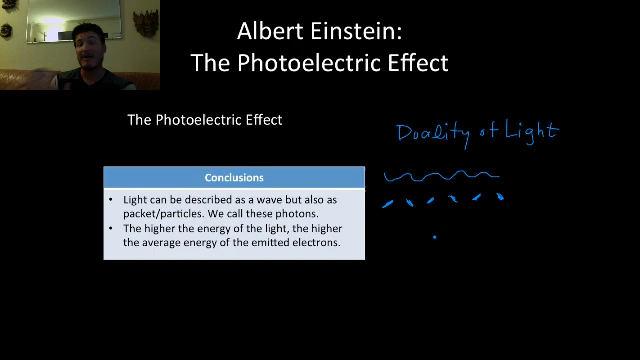 Albert Einstein:
The Photoelectric Effect
The Photoelectric Effect
Duality of Light
Conclusions
• Light can be described as a wave but also as
packet/particles. We call these photons.
• The higher the energy of the light, the higher
the average energy of the emitted electrons.